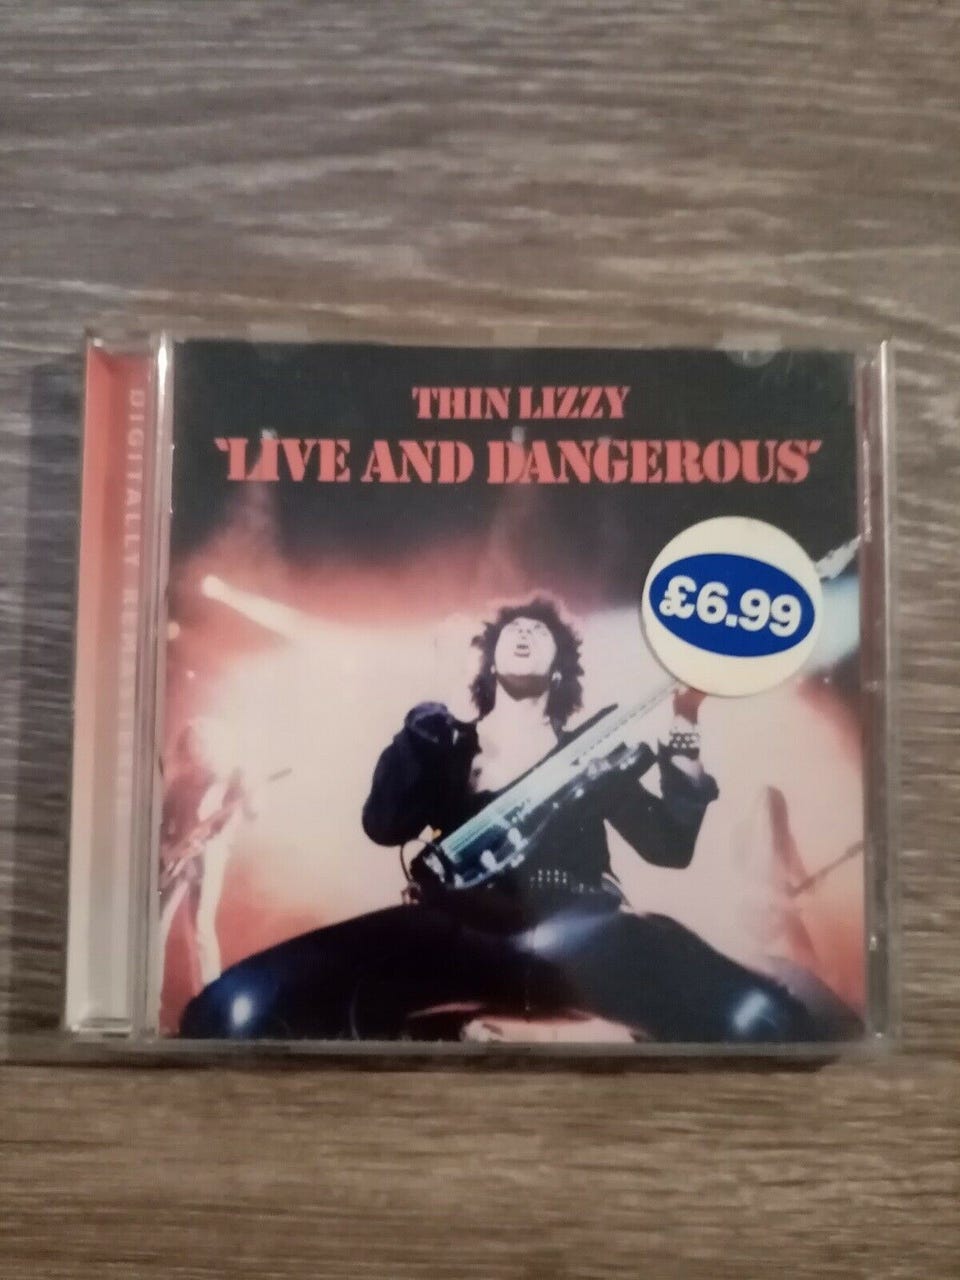 THIN LIZZY
'LIVE AND DANGEROUS'
£6.99
DIGITALLY